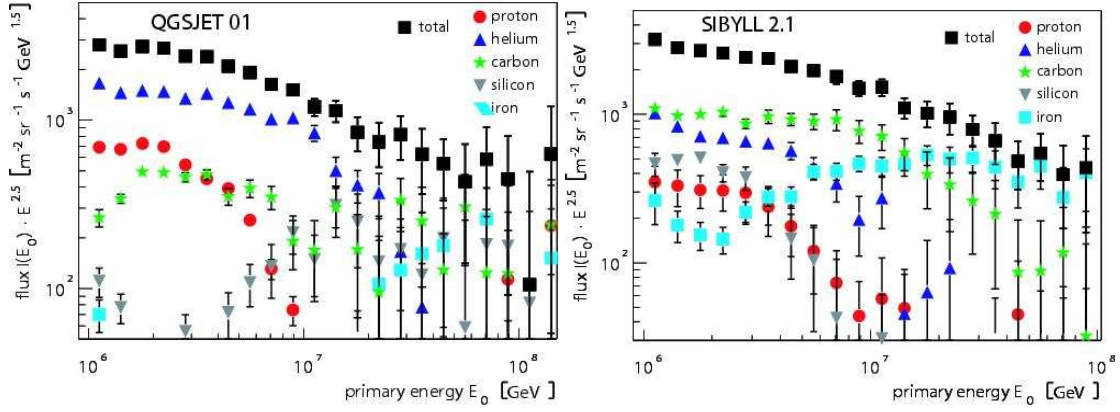 QGSJET 01
total
proton
helium
carbon
silicon
iron
flux I(E₀) · E^2.5 [m⁻² sr⁻¹ s⁻¹ GeV ^1.5]
10³
10²
10⁶
10⁷
10⁸
primary energy E₀ [GeV]
SIBYLL 2.1
total
proton
helium
carbon
silicon
iron
flux I(E₀) · E^2.5 [m⁻² sr⁻¹ s⁻¹ GeV ^1.5]
10³
10²
10⁶
10⁷
10⁸
primary energy E₀ [GeV]